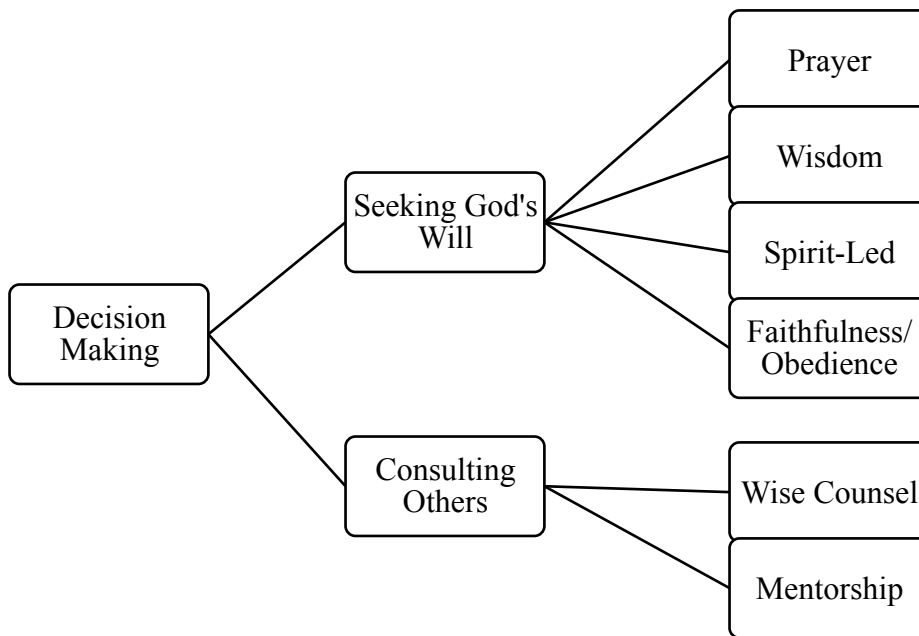 Prayer
Wisdom
Seeking God's
Will
Spirit-Led
Decision
Making
Faithfulness/
Obedience
Consulting
Others
Wise Counsel
Mentorship